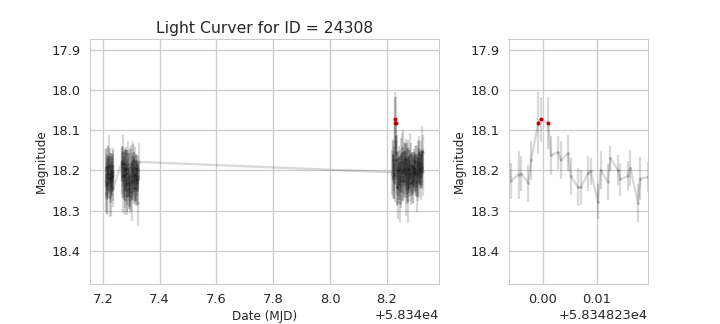 Light Curver for ID = 24308
17.9
18.0
18.1
18.2
18.3
18.4
Magnitude
7.2 7.4 7.6 7.8 8.0 8.2
Date (MJD)
+5.834e4
17.9
18.0
18.1
18.2
18.3
18.4
Magnitude
0.00 0.01
+5.834823e4